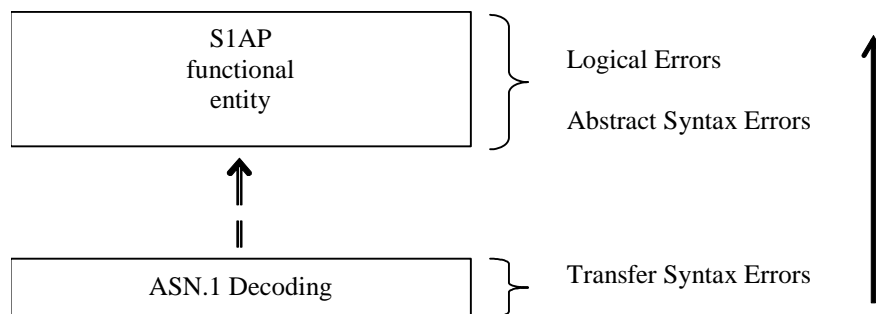 S1AP
functional
entity
Logical Errors
Abstract Syntax Errors
ASN.1 Decoding
Transfer Syntax Errors